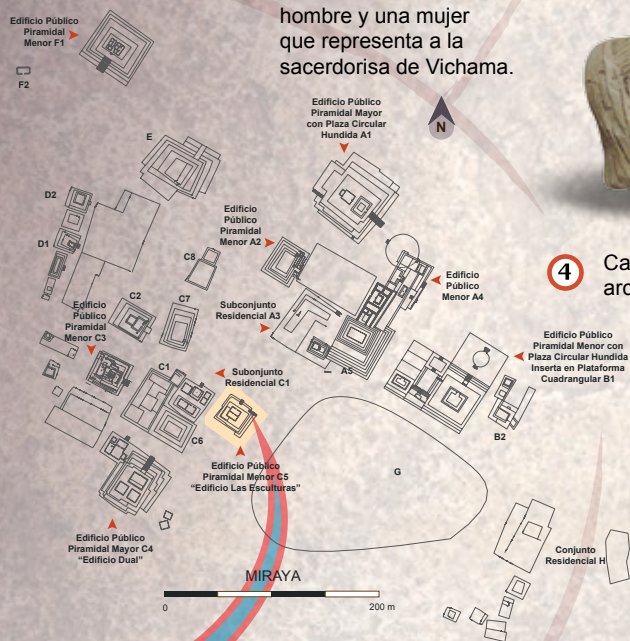 hombre y una mujer
que representa a la
sacerdorisa de Vichama.
Edificio Público
Piramidal
Menor F1
F2
Edificio Público
Piramidal Mayor
con Plaza Circular
Hundida A1
N
E
D2
D1
Edificio
Público
Piramidal
Menor A2
C8
Edificio
Público
Menor A4
4
Ca
arq
Edificio
Público
Piramidal
Menor C3
C2
C7
Subconjunto
Residencial A3
A5
Edificio Público
Piramidal Menor con
Plaza Circular Hundida
Inserta en Plataforma
Cuadrangular B1
C1
Subonjunto
Residencial C1
C6
B2
Edificio Público
Piramidal Menor C5
“Edificio Las Esculturas”
G
Edificio Público
Piramidal Mayor C4
“Edificio Dual”
Conjunto
Residencial H
MIRAYA
0
200 m